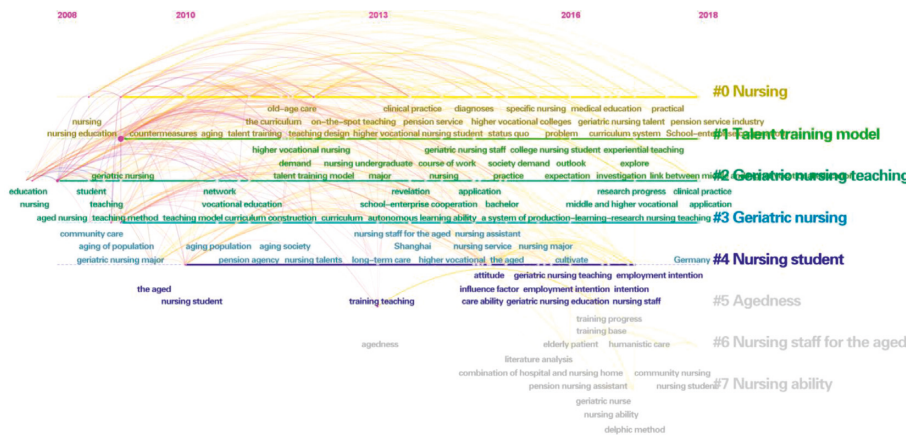 2008 2010 2013 2016 2018
#0 Nursing
old-age care clinical practice diagnoses specific nursing medical education practical
nursing the curriculum on-the-spot teaching pension service higher vocational colleges geriatric nursing talent pension service industry
nursing education countermeasures aging talent training teaching design higher vocational nursing student status quo problem curriculum system
#1 Talent training model
higher vocational nursing geriatric nursing staff college nursing student experiential teaching
demand nursing undergraduate course of work society demand outlook explore
geriatric nursing talent training model major nursing practice expectation investigation link between
#2 Geriatric nursing teaching
education student network revelation application research progress clinical practice
nursing teaching vocational education school-enterprise cooperation bachelor middle and higher vocational application
aged nursing teaching method teaching model curriculum construction curriculum autonomous learning ability a system of production-learning-research nursing teaching
#3 Geriatric nursing
community care nursing staff for the aged nursing assistant
aging of population aging population aging society Shanghai nursing service nursing major
geriatric nursing major pension agency nursing talents long-term care higher vocational the aged cultivate Germany
#4 Nursing student
attitude geriatric nursing teaching employment intention
the aged influence factor employment intention intention
nursing student training teaching care ability geriatric nursing education nursing staff
#5 Agedness
training progress
training base
agedness elderly patient humanistic care
#6 Nursing staff for the aged
literature analysis
combination of hospital and nursing home community nursing
pension nursing assistant nursing student
#7 Nursing ability
geriatric nurse
nursing ability
delphic method